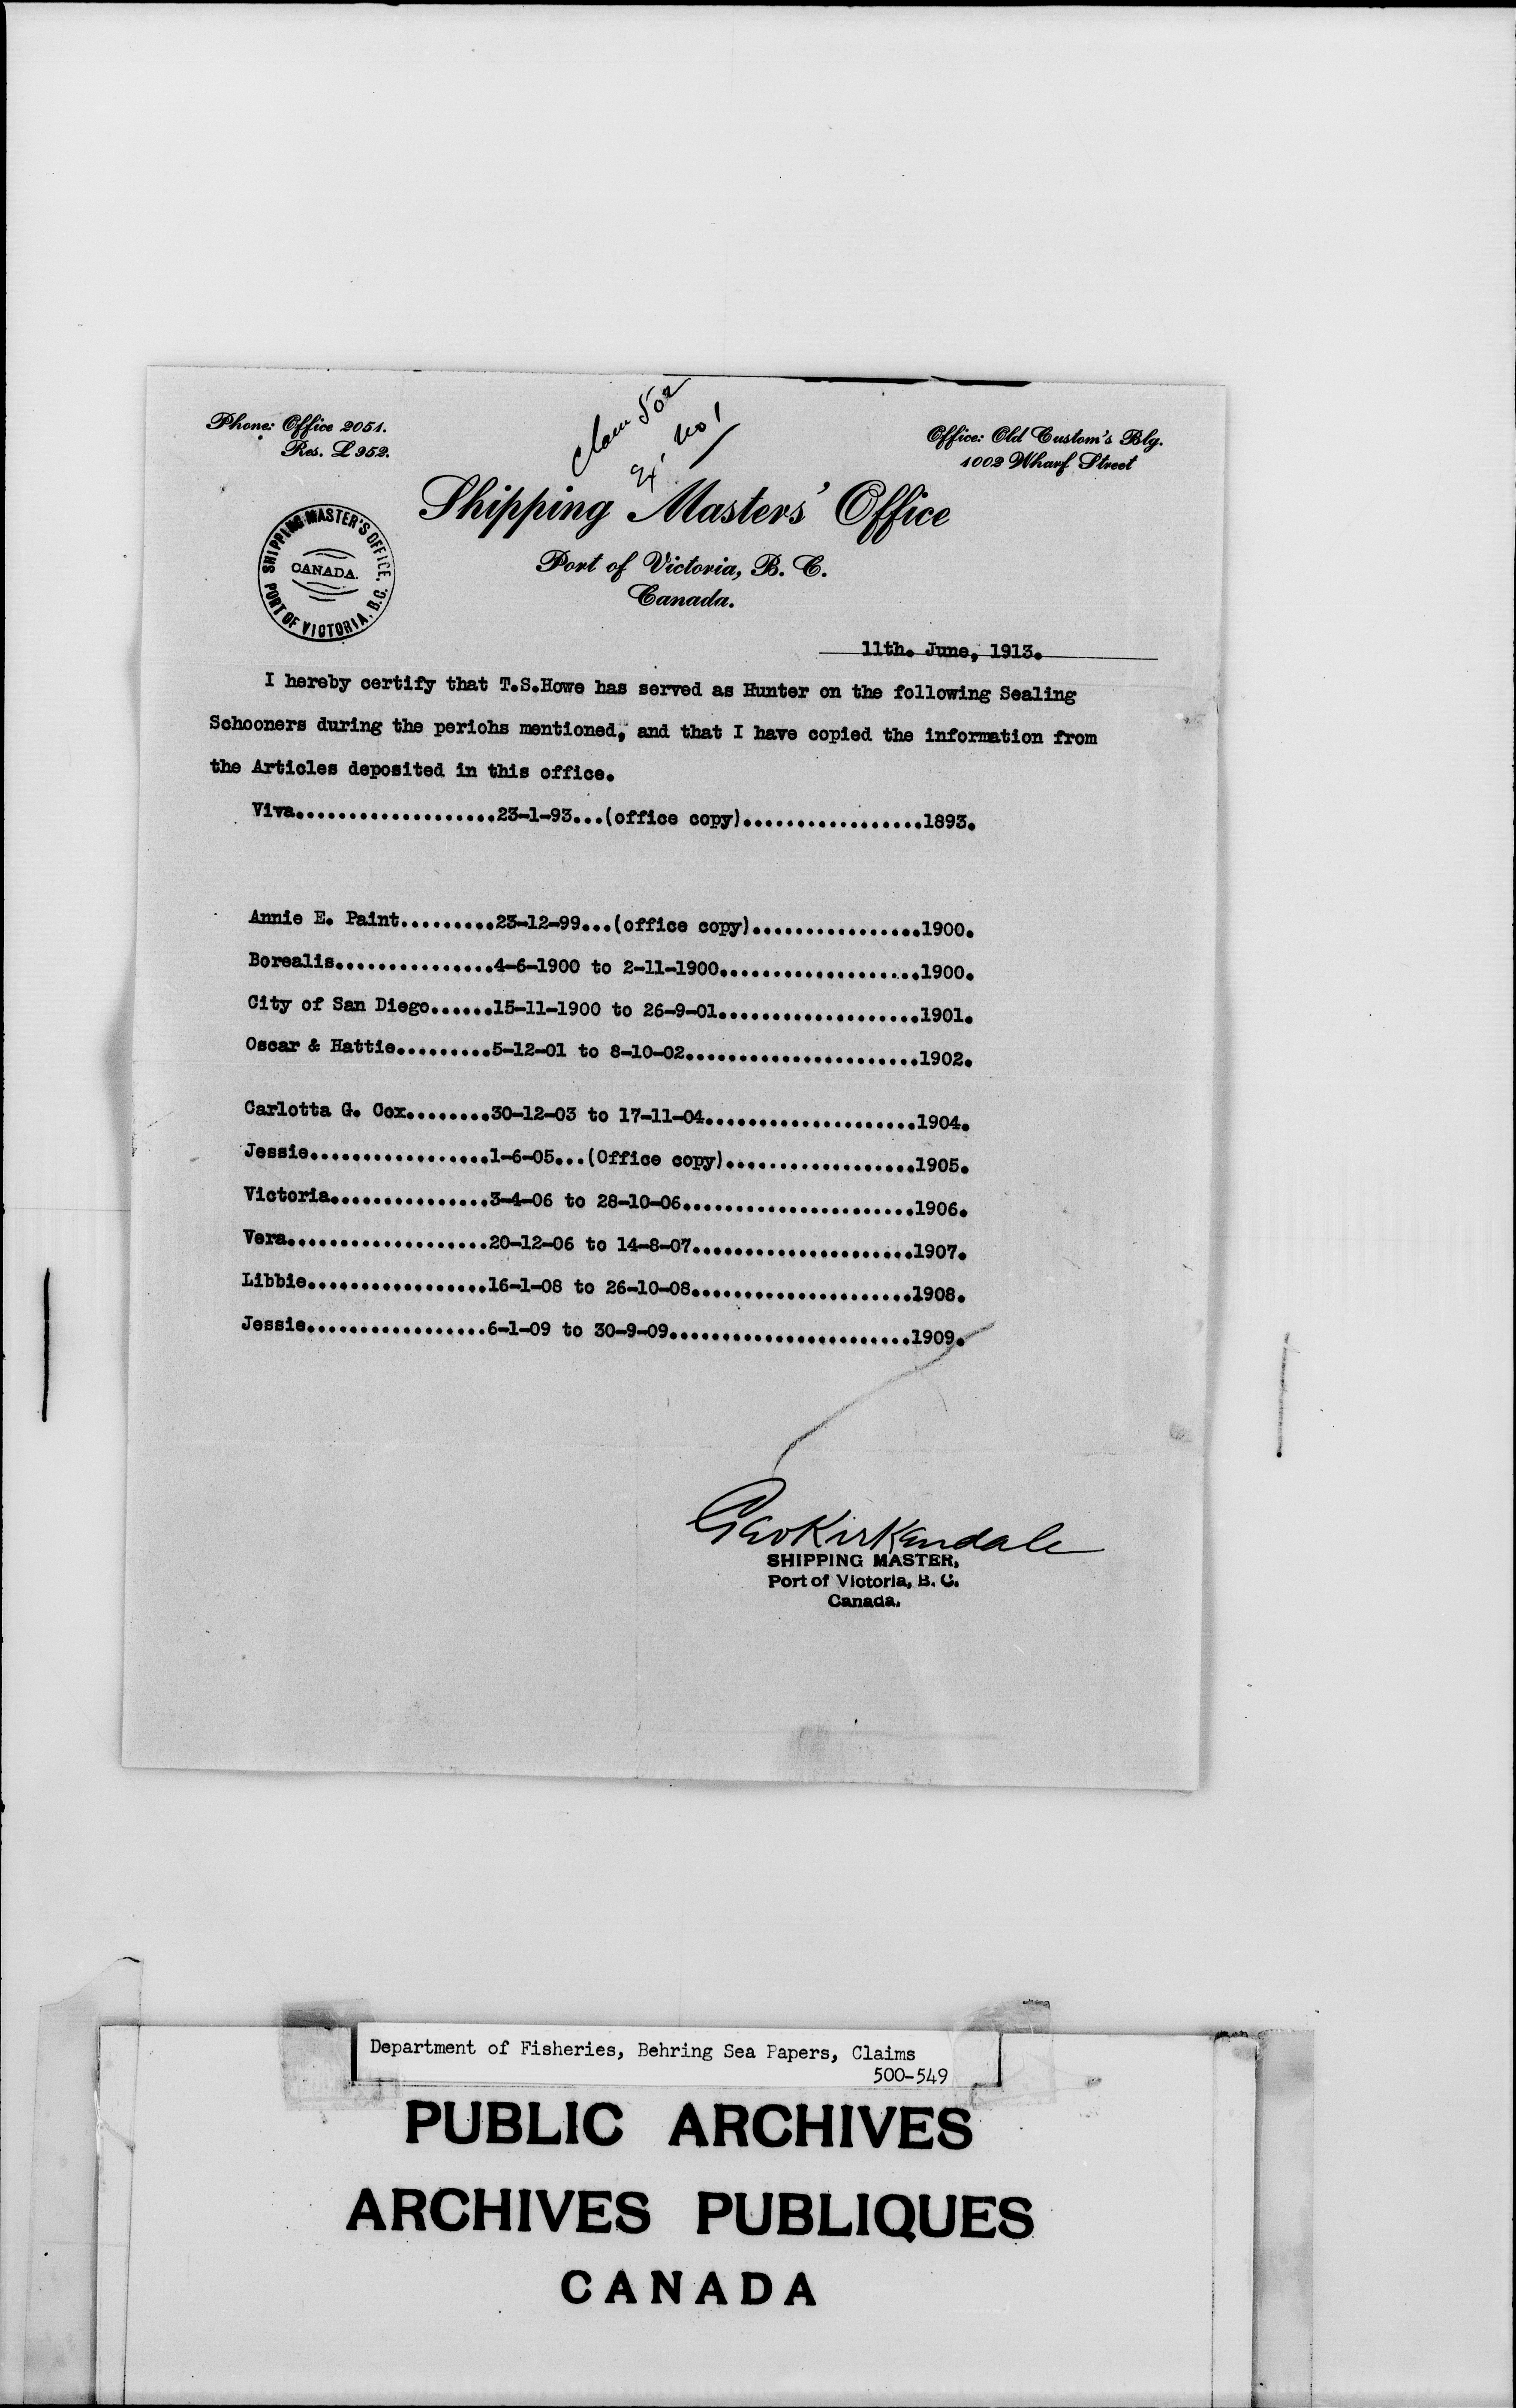 Claim 502
Ex. No 1
Phone: Office 2051.
Res. L 952.
Office: Old Custom's Blg.
1002 Wharf Street
Shipping Masters' Office
Port of Victoria, B. C.
Canada.
SHIPPING MASTER'S OFFICE,
CANADA.
PORT OF VICTORIA, B.C.
11th. June, 1913.
I hereby certify that T.S.Howe has served as Hunter on the following Sealing
Schooners during the periohs mentioned, and that I have copied the information from
the Articles deposited in this office.
Viva...................23-1-93...(office copy).................1893.
Annie E. Paint.........23-12-99...(office copy)................1900.
Borealis...............4-6-1900 to 2-11-1900...................1900.
City of San Diego......15-11-1900 to 26-9-01...................1901.
Oscar & Hattie.........5-12-01 to 8-10-02......................1902.
Carlotta G. Cox........30-12-03 to 17-11-04....................1904.
Jessie.................1-6-05...(Office copy)..................1905.
Victoria...............3-4-06 to 28-10-06......................1906.
Vera...................20-12-06 to 14-8-07.....................1907.
Libbie.................16-1-08 to 26-10-08.....................1908.
Jessie.................6-1-09 to 30-9-09.......................1909.
Geo Kirkendale
SHIPPING MASTER,
Port of Victoria, B. C.
Canada.
Department of Fisheries, Behring Sea Papers, Claims
500-549
PUBLIC ARCHIVES
ARCHIVES PUBLIQUES
CANADA